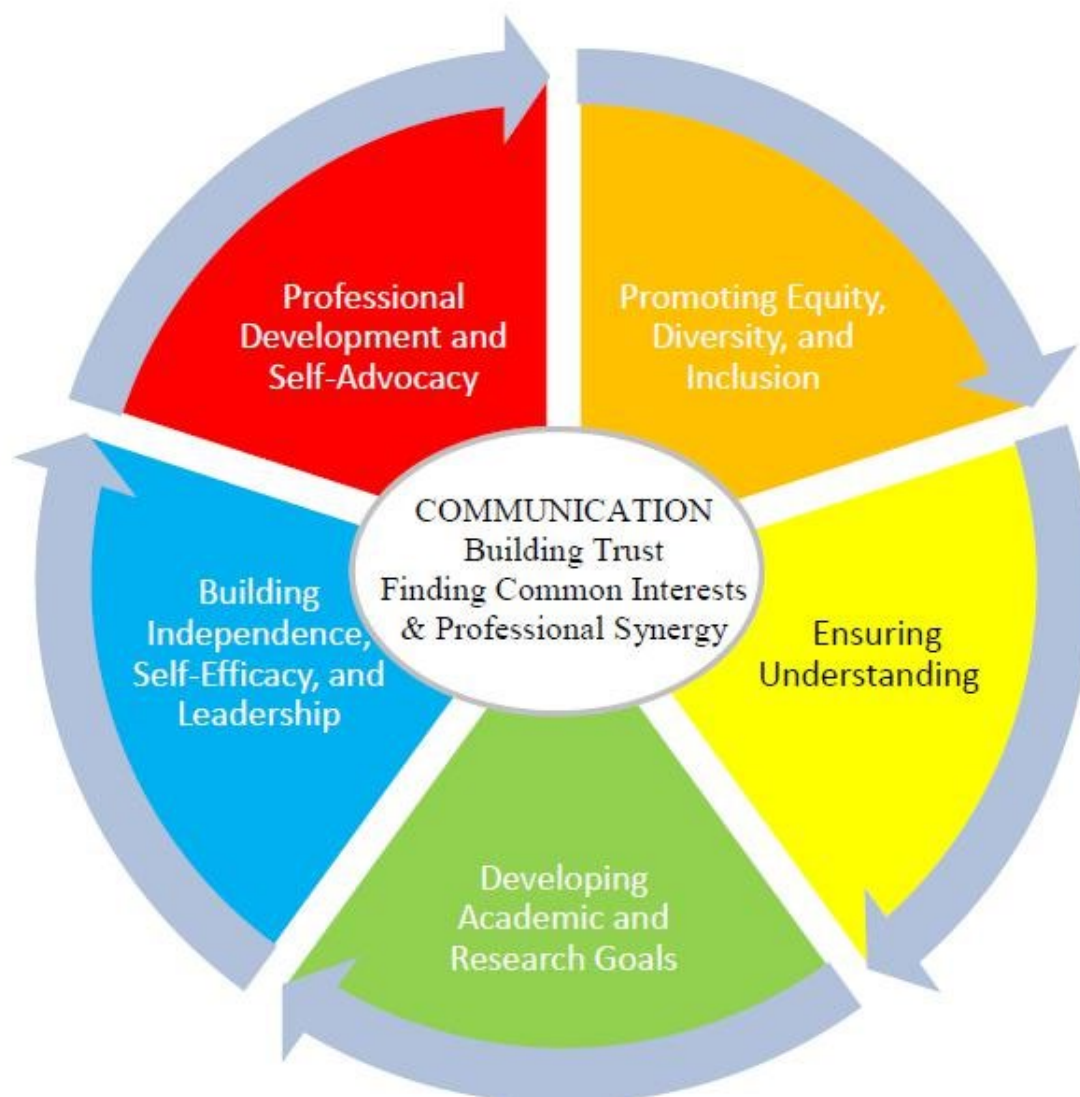 Professional
Development and
Self-Advocacy
Promoting Equity,
Diversity, and
Inclusion
COMMUNICATION
Building Trust
Finding Common Interests
& Professional Synergy
Building
Independence,
Self-Efficacy, and
Leadership
Ensuring
Understanding
Developing
Academic and
Research Goals